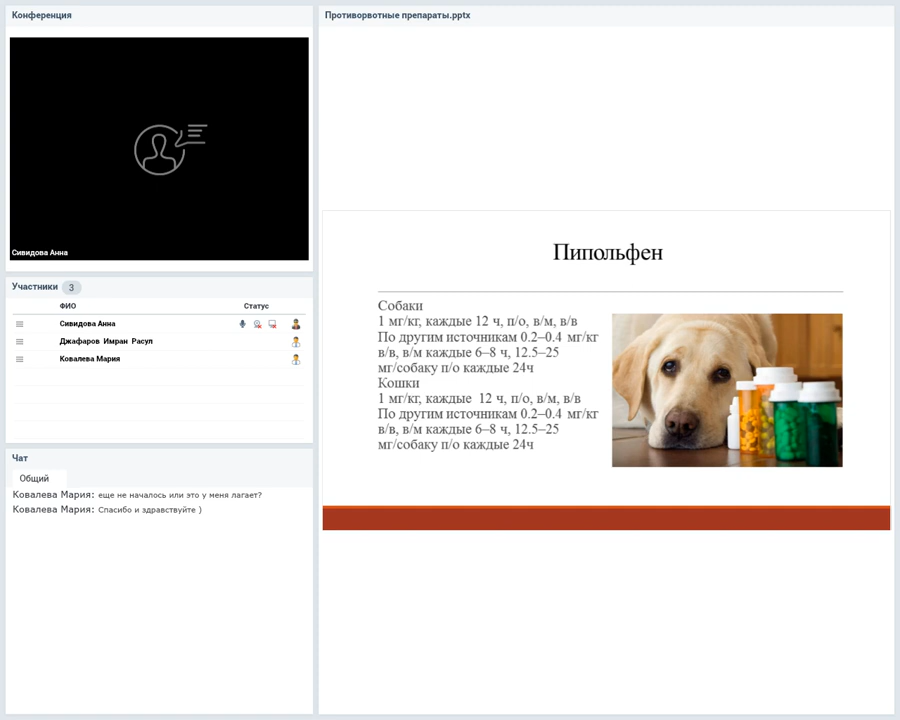 Конференция
Сивидова Анна
Участники 3
ФИО Статус
Сивидова Анна
Джафаров Имран Расул
Ковалева Мария
Чат
Общий
Ковалева Мария: еще не началось или это у меня лагает?
Ковалева Мария: Спасибо и здравствуйте )
Противорвотные препараты.pptx
Пипольфен
Собаки
1 мг/кг, каждые 12 ч, п/о, в/м, в/в
По другим источникам 0.2–0.4 мг/кг
в/в, в/м каждые 6–8 ч, 12.5–25
мг/собаку п/о каждые 24ч
Кошки
1 мг/кг, каждые 12 ч, п/о, в/м, в/в
По другим источникам 0.2–0.4 мг/кг
в/в, в/м каждые 6–8 ч, 12.5–25
мг/собаку п/о каждые 24ч